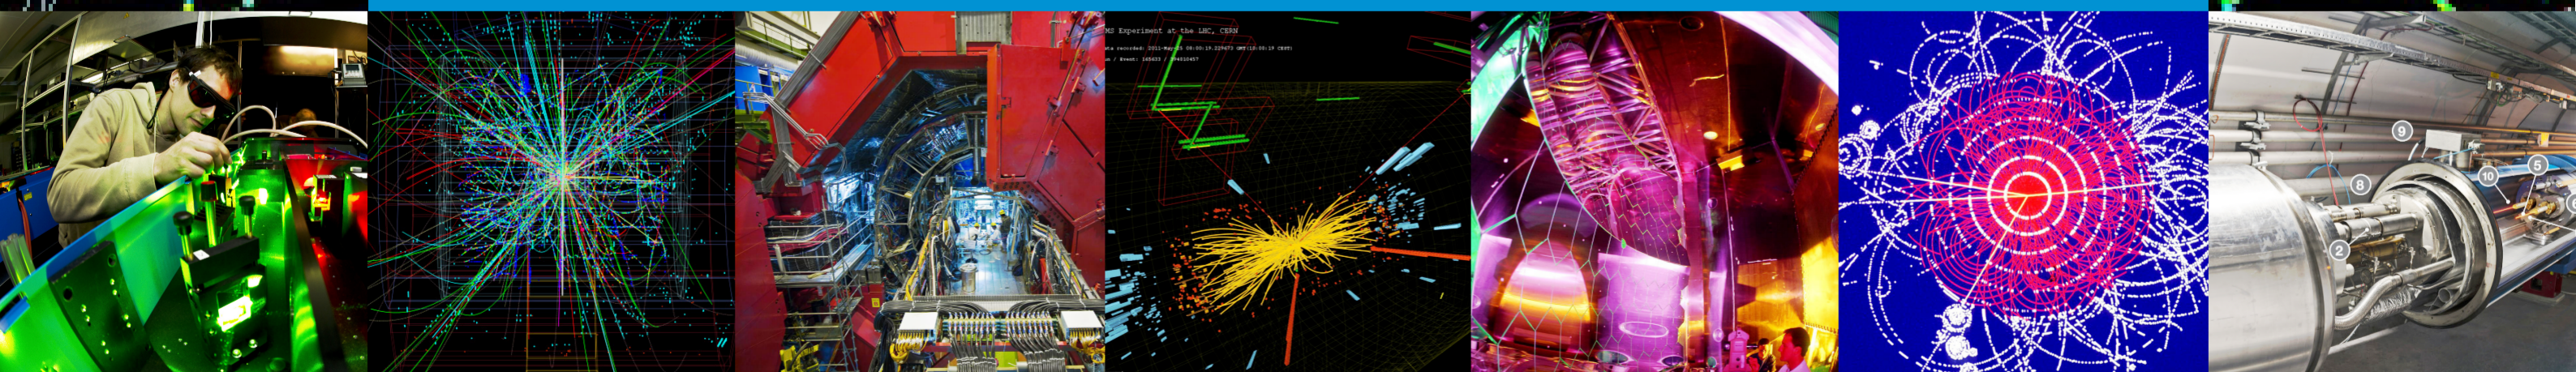 MS Experiment at the LHC, CERN
ata recorded: 2011-May-25 08:00:19.229673 GMT(10:00:19 CEST)
un / Event: 165633 / 394010457
9
5
10
8
2